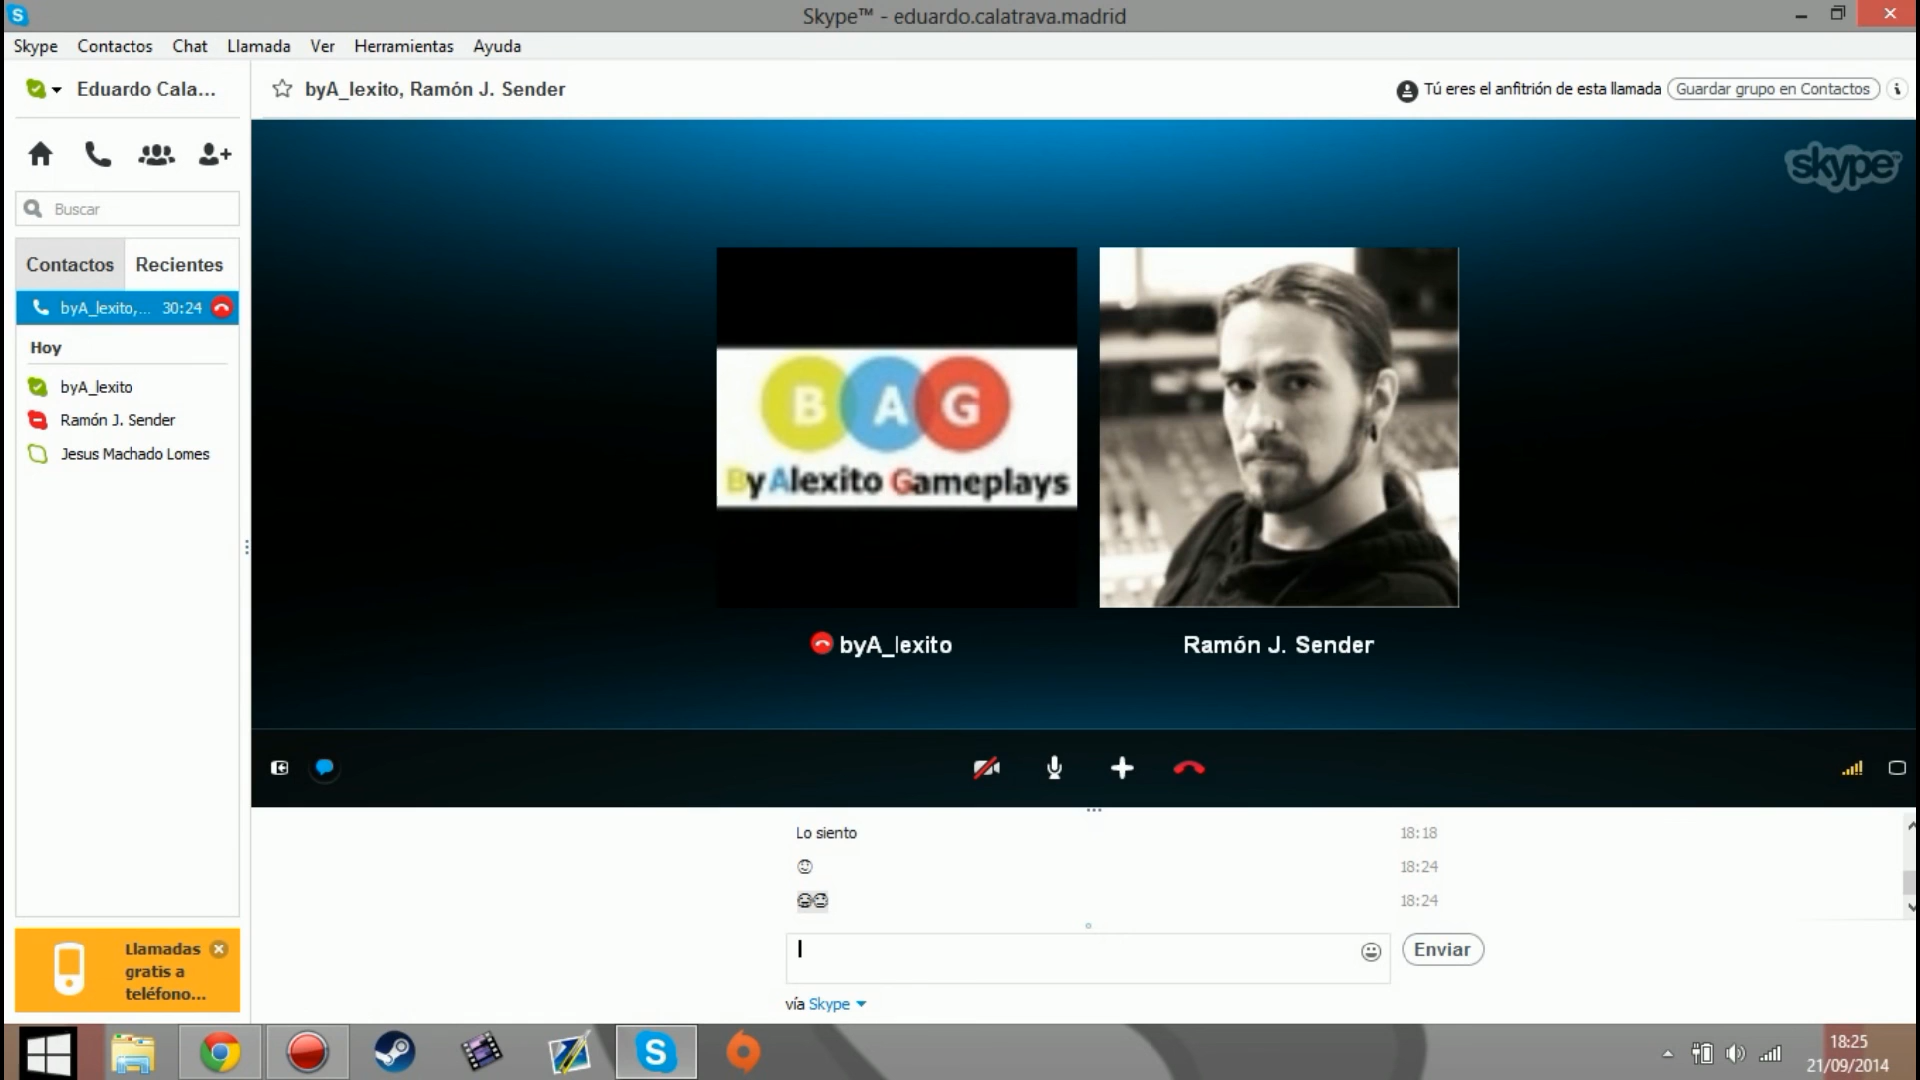 Skype™ - eduardo.calatrava.madrid
Skype Contactos Chat Llamada Ver Herramientas Ayuda
Eduardo Cala...
byA_lexito, Ramón J. Sender
Tú eres el anfitrión de esta llamada
Guardar grupo en Contactos
skype™
Buscar
Contactos Recientes
byA_lexito,... 30:24
Hoy
byA_lexito
Ramón J. Sender
Jesus Machado Lomes
B A G
By Alexito Gameplays
byA_lexito
Ramón J. Sender
Lo siento 18:18
18:24
18:24
Enviar
vía Skype
Llamadas
gratis a
teléfono...
18:25
21/09/2014